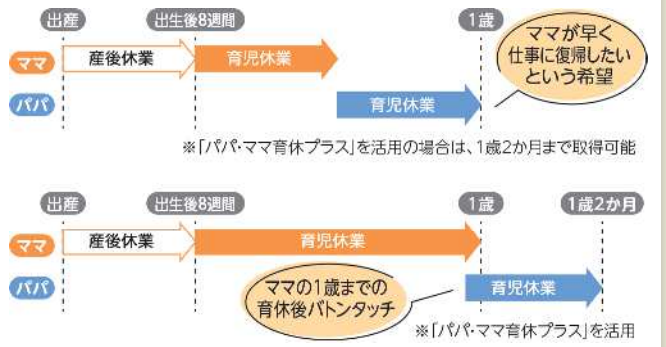 出産 出生後8週間 1歳
ママが早く
仕事に復帰したい
という希望
ママ 産後休業 育児休業
パパ 育児休業
※「パパ・ママ育休プラス」を活用の場合は、1歳2か月まで取得可能
出産 出生後8週間 1歳 1歳2か月
ママ 産後休業 育児休業
パパ 育児休業
ママの1歳までの
育休後バトンタッチ
※「パパ・ママ育休プラス」を活用